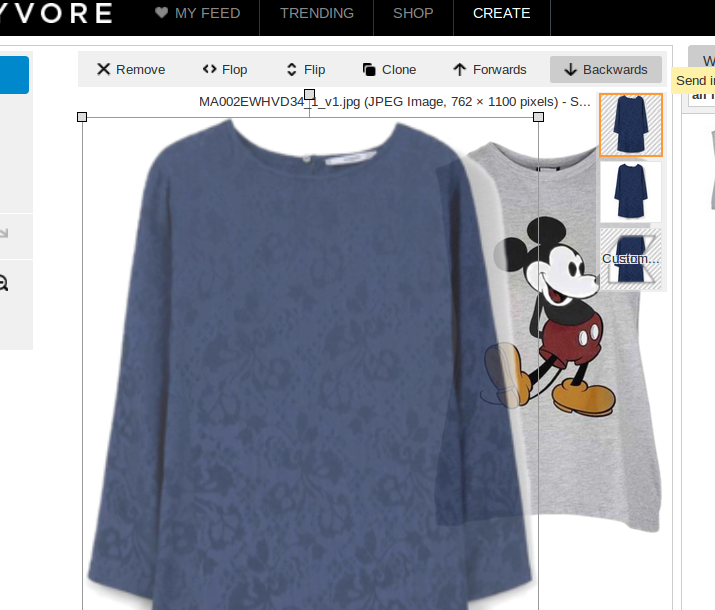 YVORE
MY FEED
TRENDING
SHOP
CREATE
Remove
Flop
Flip
Clone
Forwards
Backwards
Send i
MA002EWHVD34_1_v1.jpg (JPEG Image, 762 × 1100 pixels) - S...
Custom...